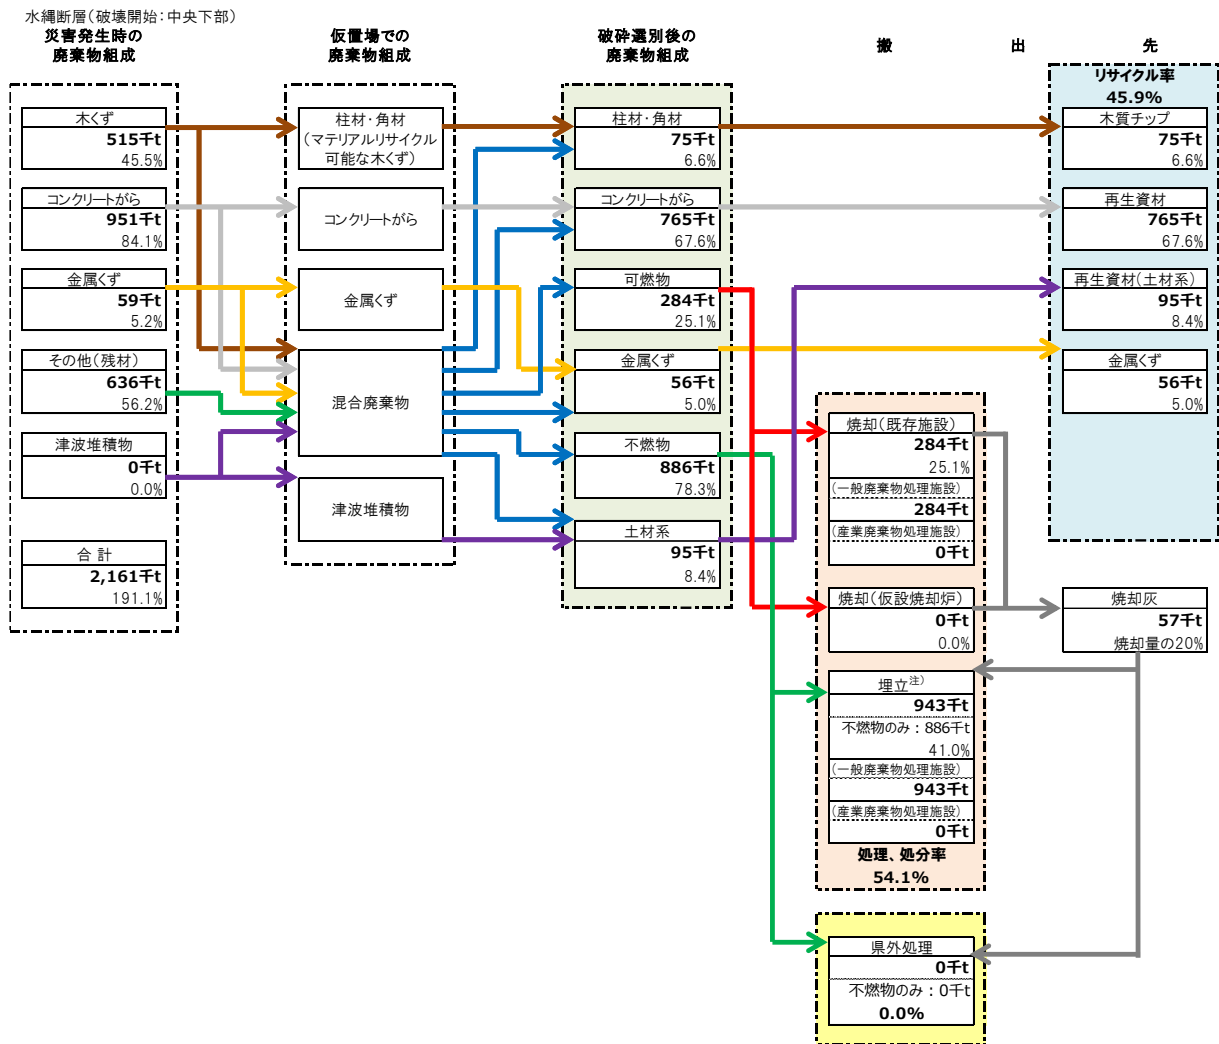 水縄断層（破壊開始：中央下部）
災害発生時の
廃棄物組成
仮置場での
廃棄物組成
破砕選別後の
廃棄物組成
搬　出　先
木くず
515千t
45.5%
コンクリートがら
951千t
84.1%
金属くず
59千t
5.2%
その他（残材）
636千t
56.2%
津波堆積物
0千t
0.0%
合 計
2,161千t
191.1%
柱材・角材
（マテリアルリサイクル
可能な木くず）
コンクリートがら
金属くず
混合廃棄物
津波堆積物
柱材・角材
75千t
6.6%
コンクリートがら
765千t
67.6%
可燃物
284千t
25.1%
金属くず
56千t
5.0%
不燃物
886千t
78.3%
土材系
95千t
8.4%
焼却（既存施設）
284千t
25.1%
（一般廃棄物処理施設）
284千t
（産業廃棄物処理施設）
0千t
焼却（仮設焼却炉）
0千t
0.0%
埋立注）
943千t
不燃物のみ：886千t
41.0%
（一般廃棄物処理施設）
943千t
（産業廃棄物処理施設）
0千t
処理、処分率
54.1%
県外処理
0千t
不燃物のみ：0千t
0.0%
リサイクル率
45.9%
木質チップ
75千t
6.6%
再生資材
765千t
67.6%
再生資材（土材系）
95千t
8.4%
金属くず
56千t
5.0%
焼却灰
57千t
焼却量の20%